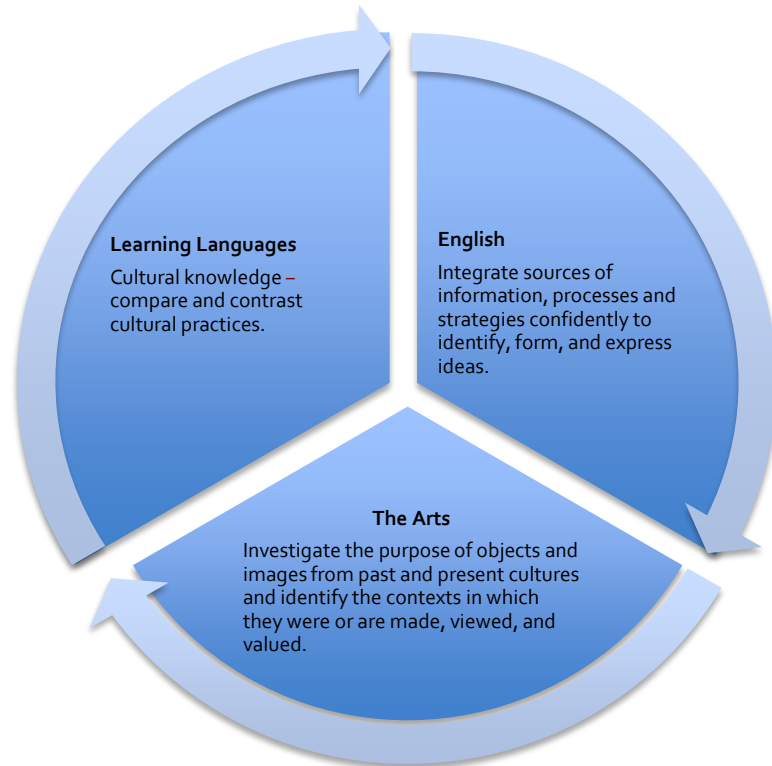 Learning Languages
Cultural knowledge –
compare and contrast
cultural practices.
English
Integrate sources of
information, processes and
strategies confidently to
identify, form, and express
ideas.
The Arts
Investigate the purpose of objects and
images from past and present cultures
and identify the contexts in which
they were or are made, viewed, and
valued.